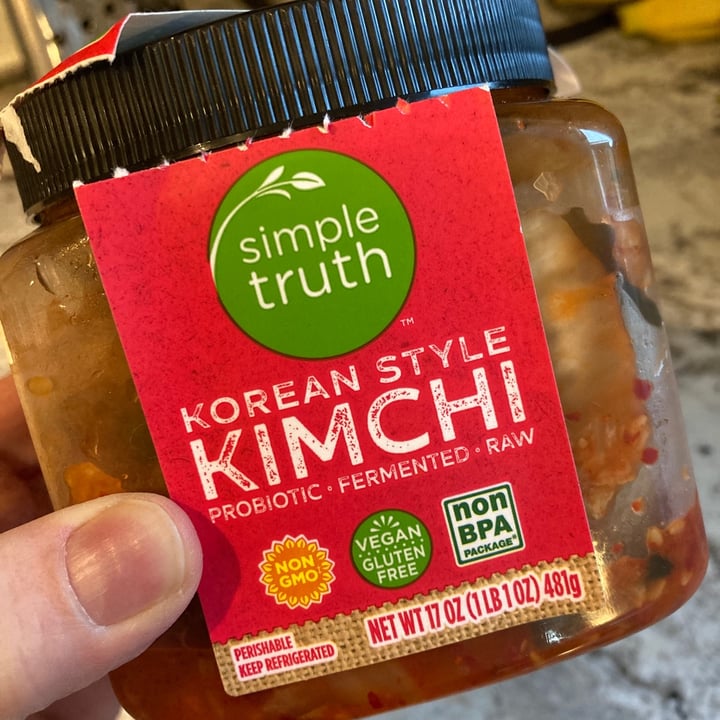 simple
truth
™
KOREAN STYLE
KIMCHI
PROBIOTIC • FERMENTED • RAW
NON
GMO
VEGAN
GLUTEN
FREE
non
BPA
PACKAGE®
PERISHABLE
KEEP REFRIGERATED
NET WT 17 OZ (1 LB 1 OZ) 481g